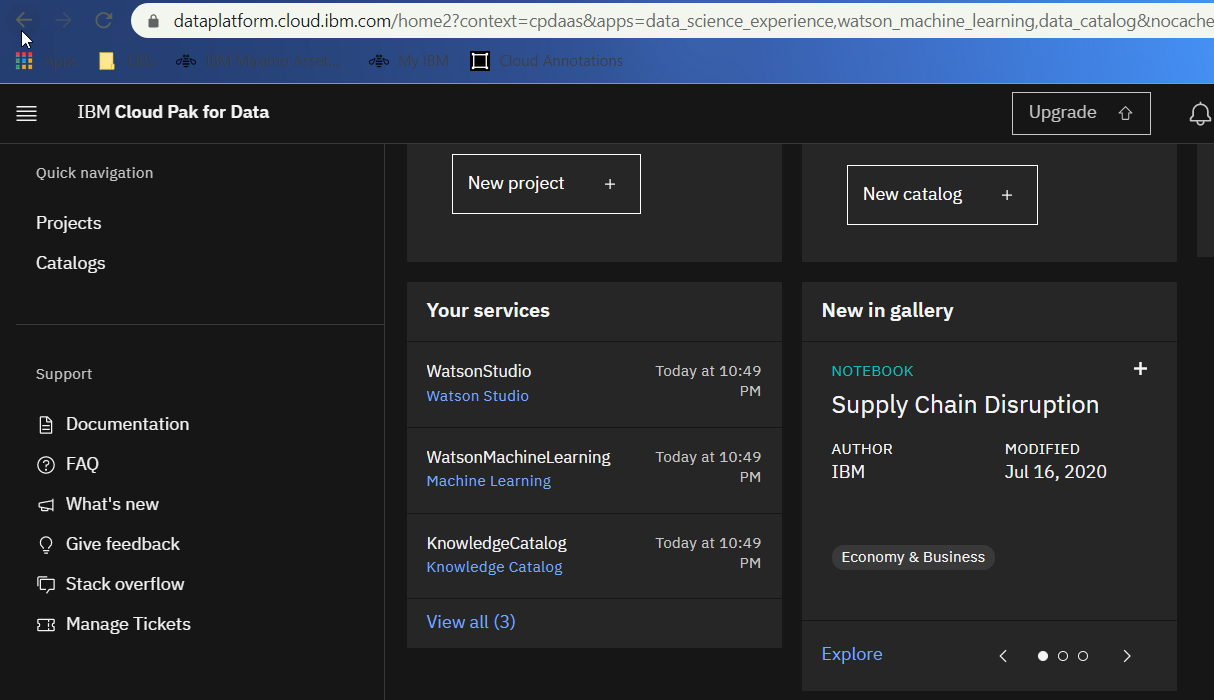 dataplatform.cloud.ibm.com/home2?context=cpdaas&apps=data_science_experience,watson_machine_learning,data_catalog&nocache
Apps
My IBM
Cloud Annotations
IBM Cloud Pak for Data
Upgrade
Quick navigation
Projects
Catalogs
Support
Documentation
FAQ
What's new
Give feedback
Stack overflow
Manage Tickets
New project +
New catalog +
Your services
WatsonStudio
Watson Studio
Today at 10:49
PM
WatsonMachineLearning
Machine Learning
Today at 10:49
PM
KnowledgeCatalog
Knowledge Catalog
Today at 10:49
PM
View all (3)
New in gallery
NOTEBOOK +
Supply Chain Disruption
AUTHOR
IBM
MODIFIED
Jul 16, 2020
Economy & Business
Explore